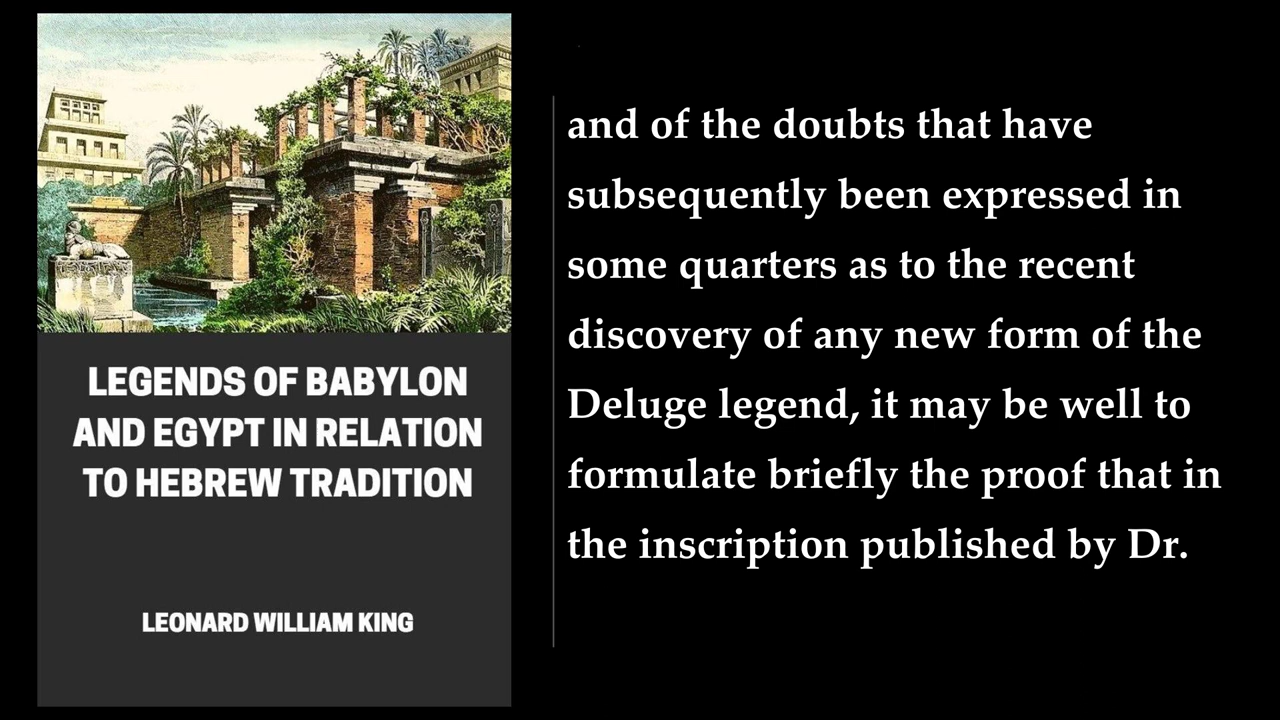 LEGENDS OF BABYLON
AND EGYPT IN RELATION
TO HEBREW TRADITION
LEONARD WILLIAM KING
and of the doubts that have
subsequently been expressed in
some quarters as to the recent
discovery of any new form of the
Deluge legend, it may be well to
formulate briefly the proof that in
the inscription published by Dr.